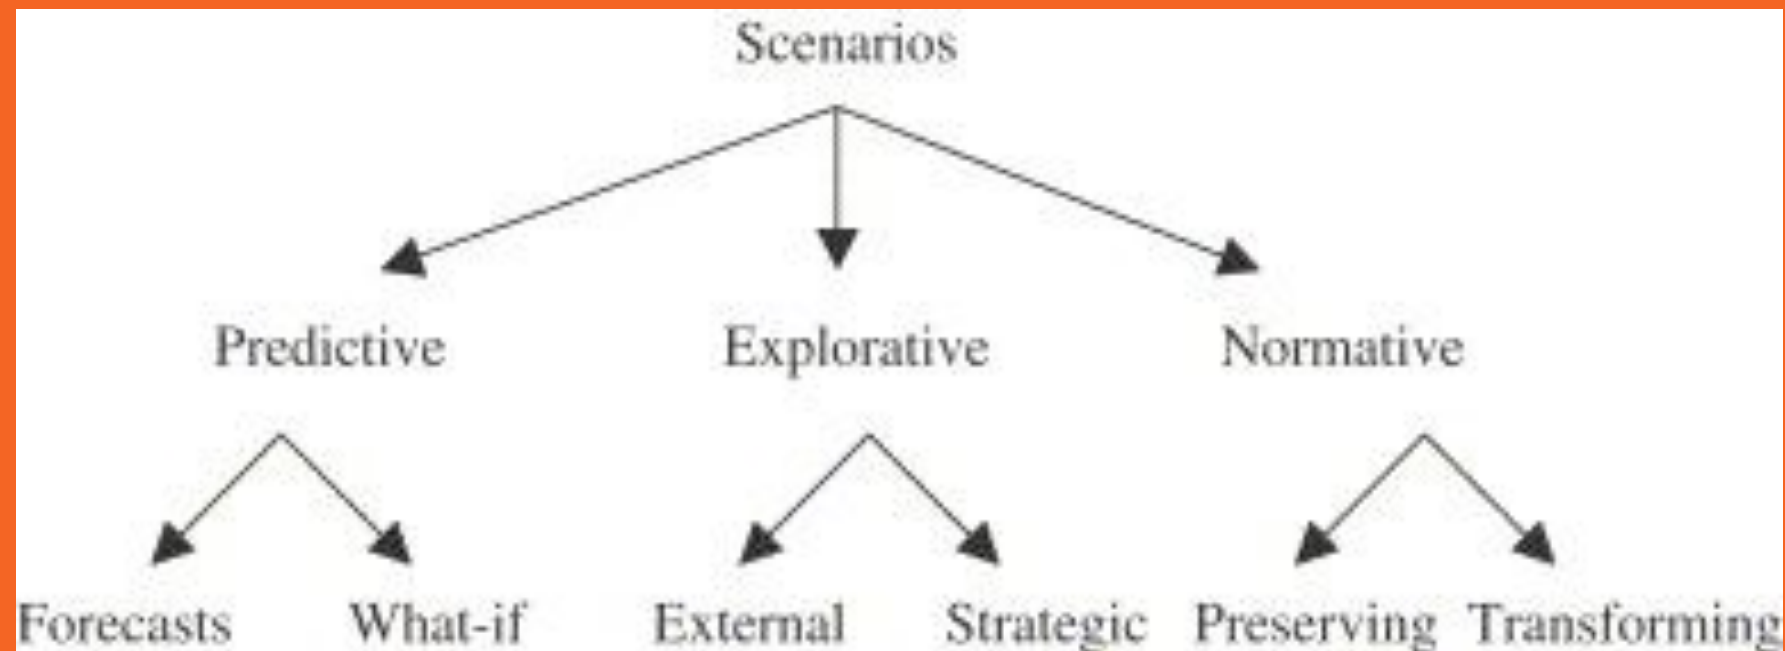 Scenarios
Predictive Explorative Normative
Forecasts What-if External Strategic Preserving Transforming